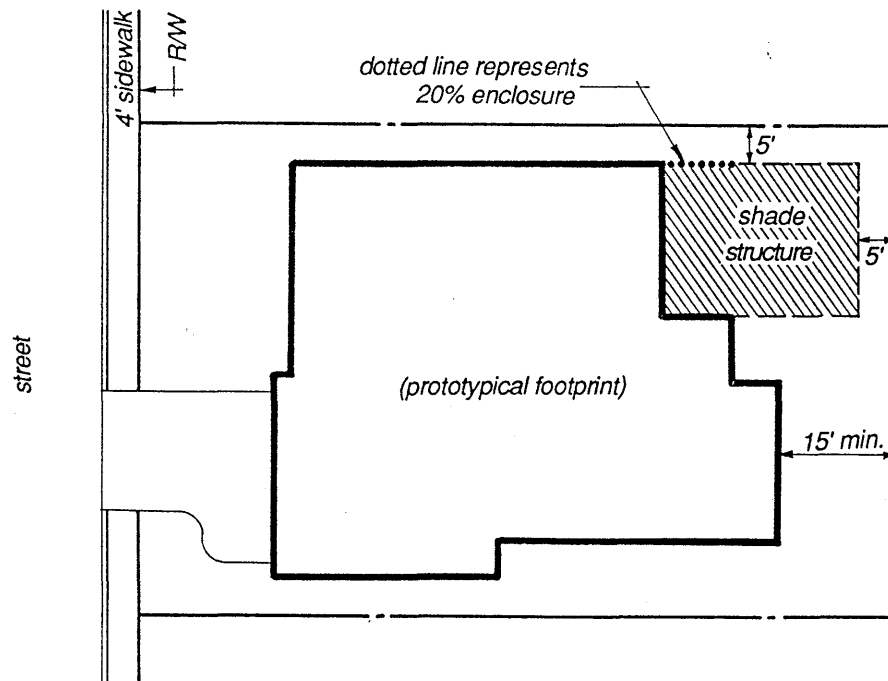 4' sidewalk
R/W
dotted line represents
20% enclosure
5'
shade
structure
5'
street
(prototypical footprint)
15' min.